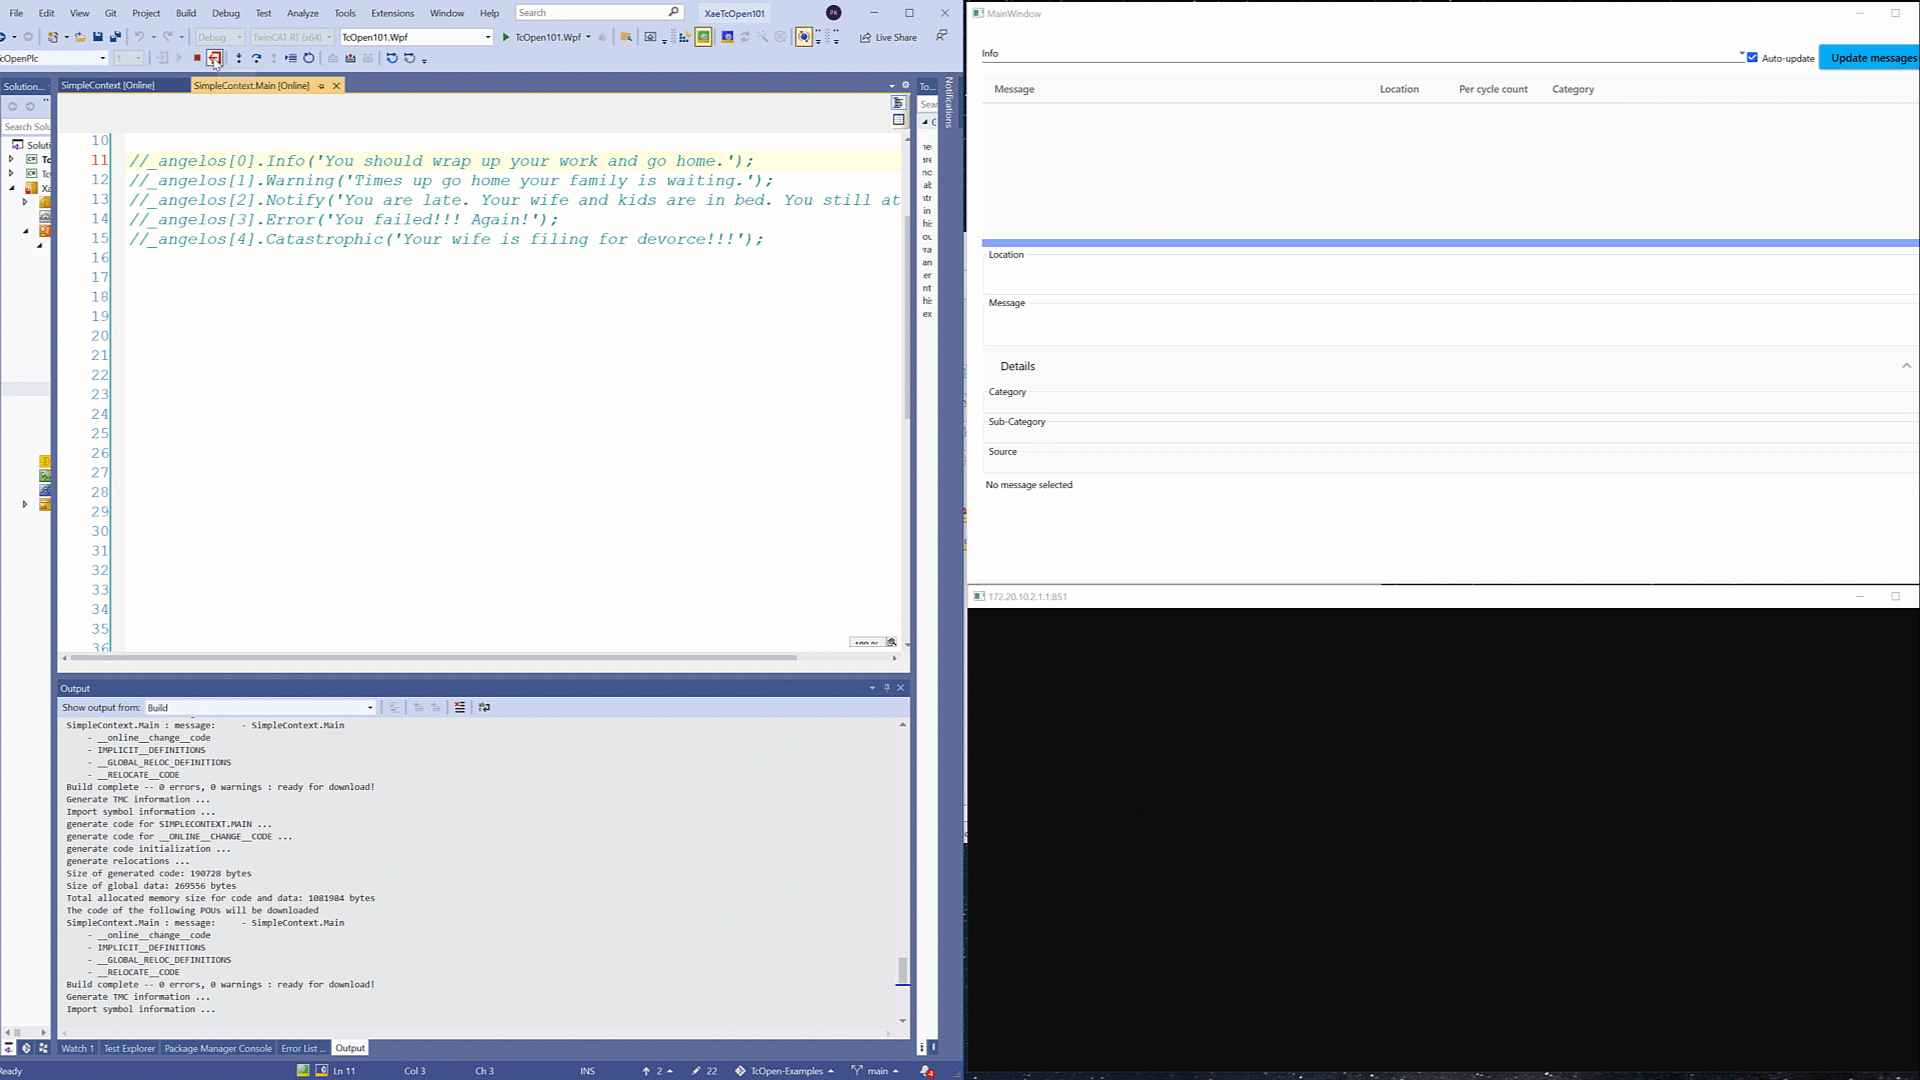 File Edit View Git Project Build Debug Test Analyze Tools Extensions Window Help Search XaeTcOpen101 PK
Debug TwinCAT RT (x64) TcOpen101.Wpf TcOpen101.Wpf Live Share
cOpenPlc 1
Solution... SimpleContext [Online] SimpleContext.Main [Online] To...
Search Solu
Solut
Notifications
10
11 //_angelos[0].Info('You should wrap up your work and go home.');
12 //_angelos[1].Warning('Times up go home your family is waiting.');
13 //_angelos[2].Notify('You are late. Your wife and kids are in bed. You still at
14 //_angelos[3].Error('You failed!!! Again!');
15 //_angelos[4].Catastrophic('Your wife is filing for devorce!!!');
16
17
18
19
20
21
22
23
24
25
26
27
28
29
30
31
32
33
34
35
36
Output
Show output from: Build
SimpleContext.Main : message: - SimpleContext.Main
- __online__change__code
- IMPLICIT__DEFINITIONS
- __GLOBAL_RELOC_DEFINITIONS
- __RELOCATE__CODE
Build complete -- 0 errors, 0 warnings : ready for download!
Generate TMC information ...
Import symbol information ...
generate code for SIMPLECONTEXT.MAIN ...
generate code for __ONLINE__CHANGE__CODE ...
generate code initialization ...
generate relocations ...
Size of generated code: 190728 bytes
Size of global data: 269556 bytes
Total allocated memory size for code and data: 1081984 bytes
The code of the following POUs will be downloaded
SimpleContext.Main : message: - SimpleContext.Main
- __online__change__code
- IMPLICIT__DEFINITIONS
- __GLOBAL_RELOC_DEFINITIONS
- __RELOCATE__CODE
Build complete -- 0 errors, 0 warnings : ready for download!
Generate TMC information ...
Import symbol information ...
Watch 1 Test Explorer Package Manager Console Error List ... Output
Ready Ln 11 Col 3 Ch 3 INS 2 22 TcOpen-Examples main 4
MainWindow
Info Auto-update Update messages
Message Location Per cycle count Category
Location
Message
Details
Category
Sub-Category
Source
No message selected
172.20.10.2.1.1:851